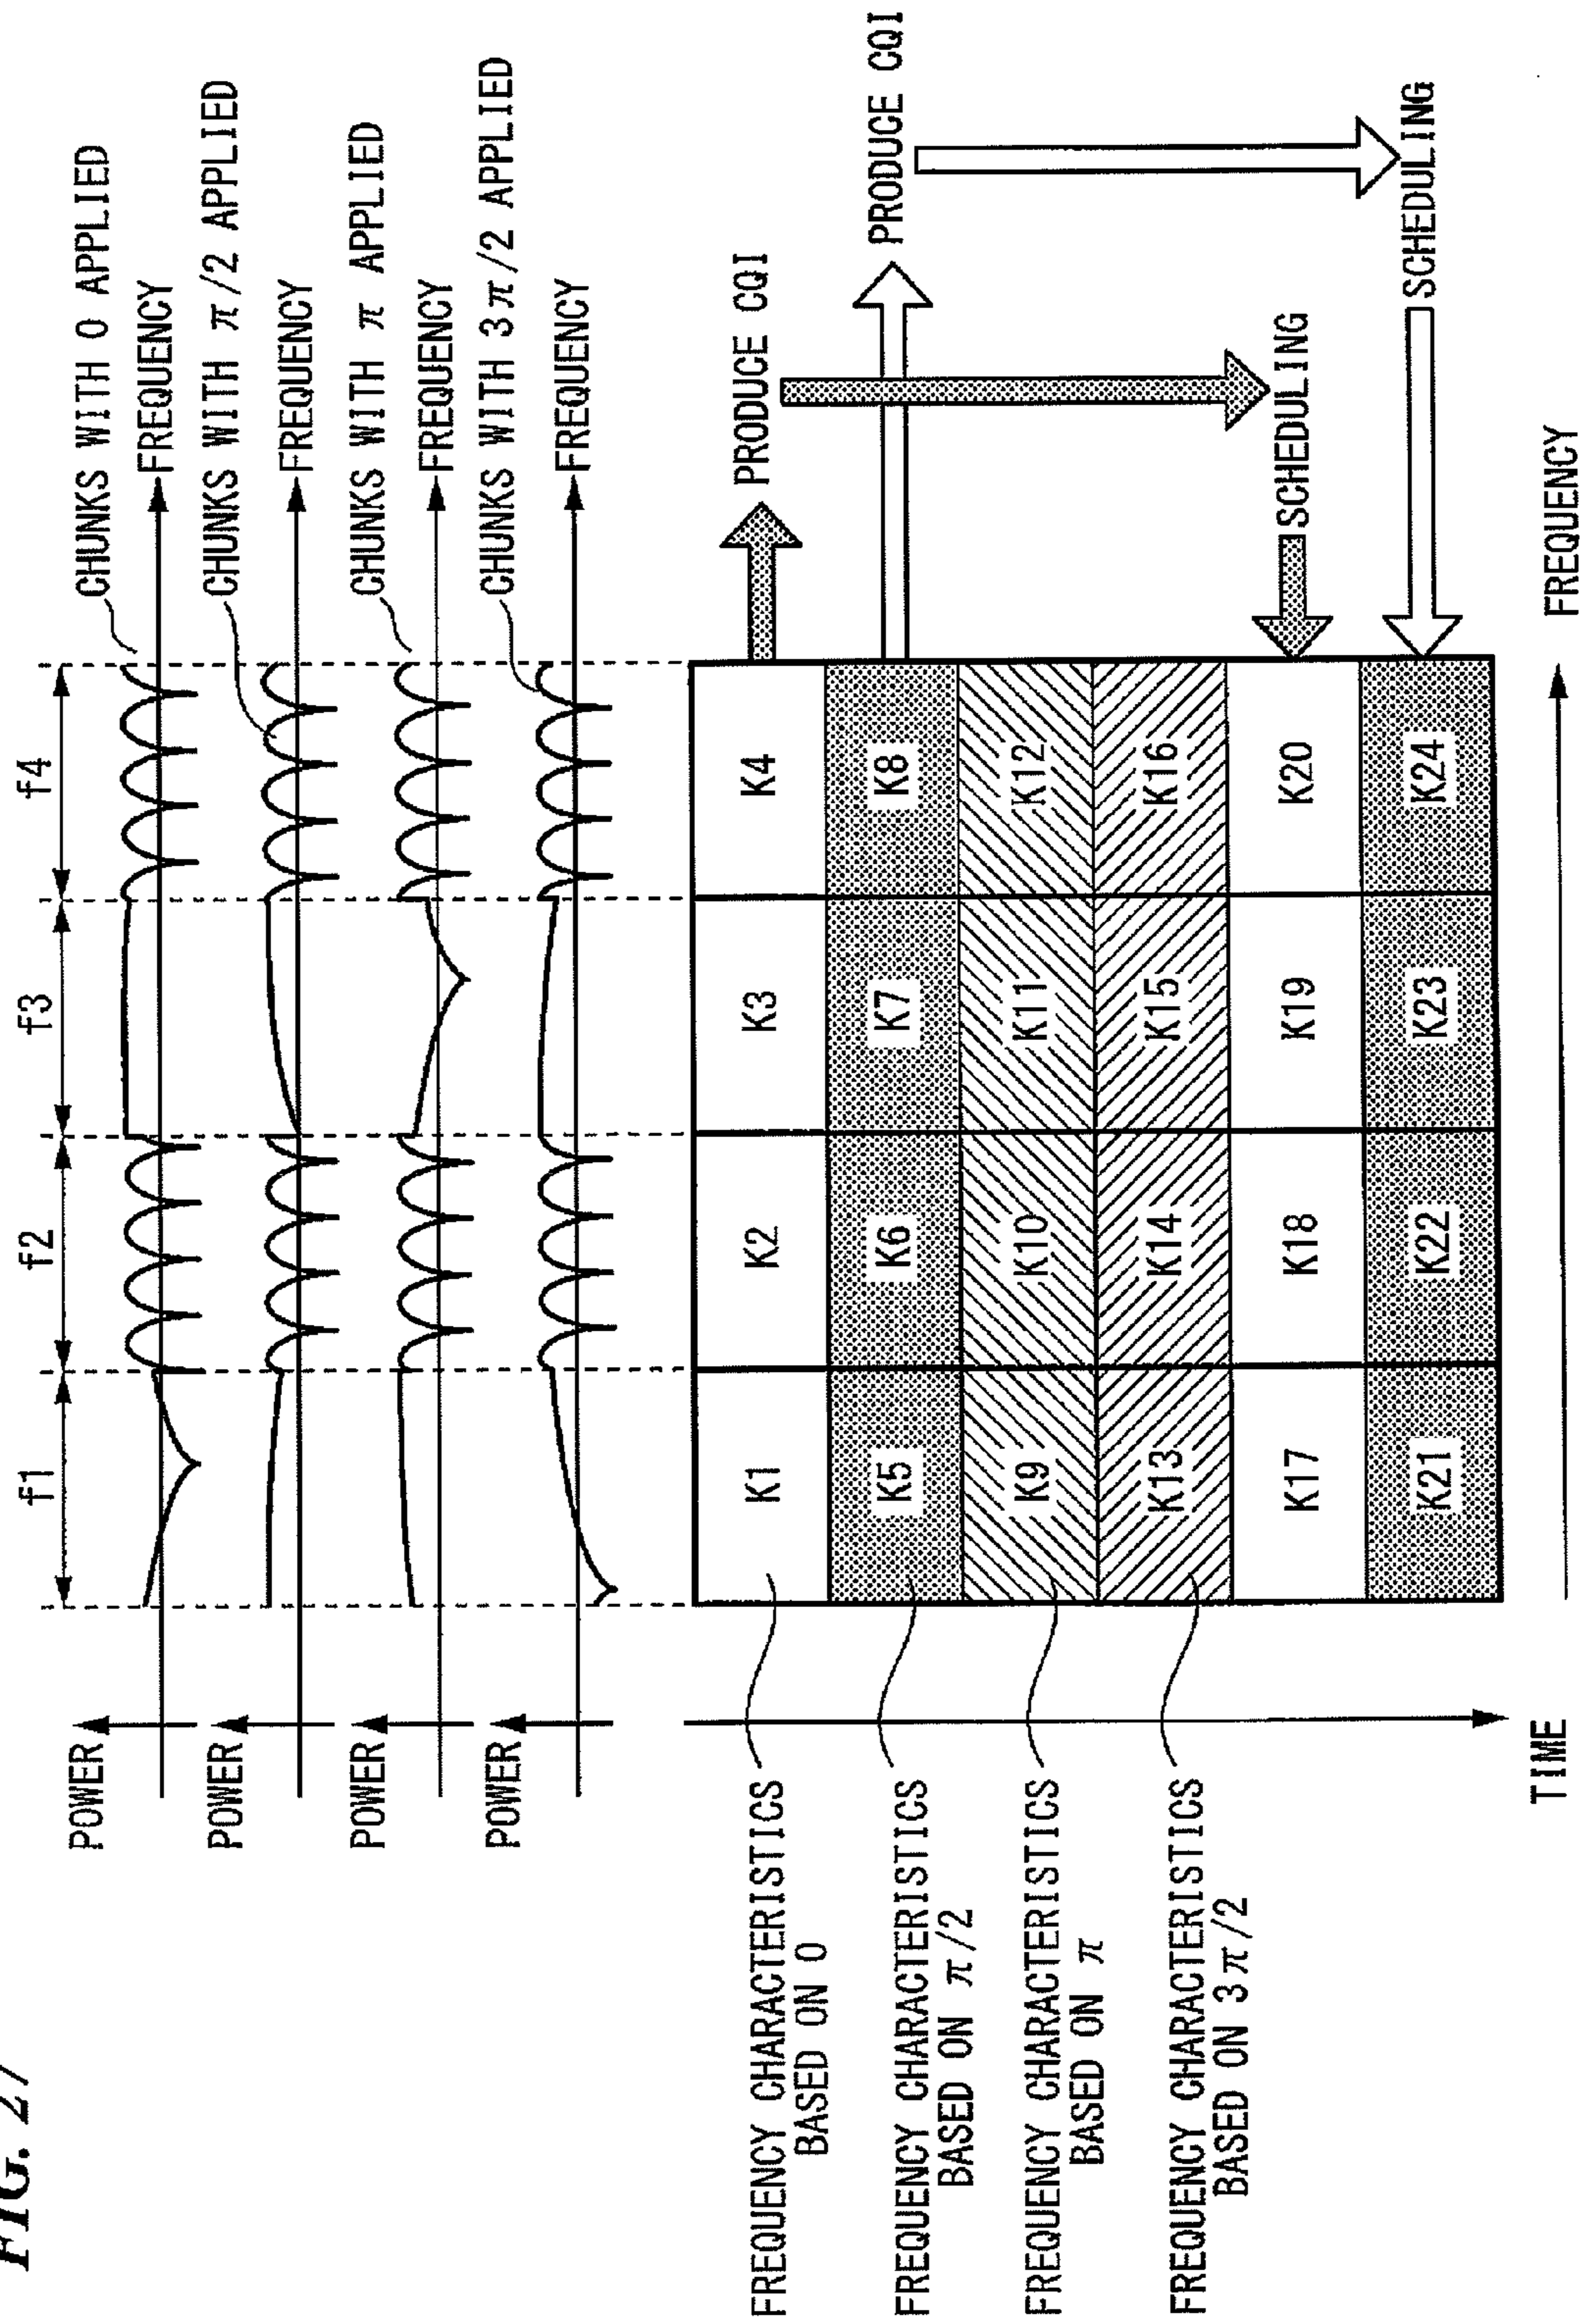 FIG. 27
f1
f2
f3
f4
POWER
CHUNKS WITH 0 APPLIED
FREQUENCY
POWER
CHUNKS WITH π/2 APPLIED
FREQUENCY
POWER
CHUNKS WITH π APPLIED
FREQUENCY
POWER
CHUNKS WITH 3π/2 APPLIED
FREQUENCY
FREQUENCY CHARACTERISTICS
BASED ON 0
K1
K2
K3
K4
PRODUCE CQI
FREQUENCY CHARACTERISTICS
BASED ON π/2
K5
K6
K7
K8
PRODUCE CQI
FREQUENCY CHARACTERISTICS
BASED ON π
K9
K10
K11
K12
FREQUENCY CHARACTERISTICS
BASED ON 3π/2
K13
K14
K15
K16
K17
K18
K19
K20
SCHEDULING
K21
K22
K23
K24
SCHEDULING
TIME
FREQUENCY